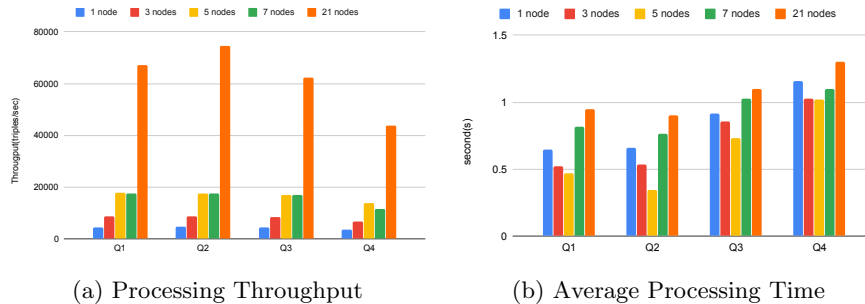 1 node 3 nodes 5 nodes 7 nodes 21 nodes
Througput(triples/sec)
80000
60000
40000
20000
0
Q1 Q2 Q3 Q4
(a) Processing Throughput
1 node 3 nodes 5 nodes 7 nodes 21 nodes
second(s)
1.5
1
0.5
0
Q1 Q2 Q3 Q4
(b) Average Processing Time